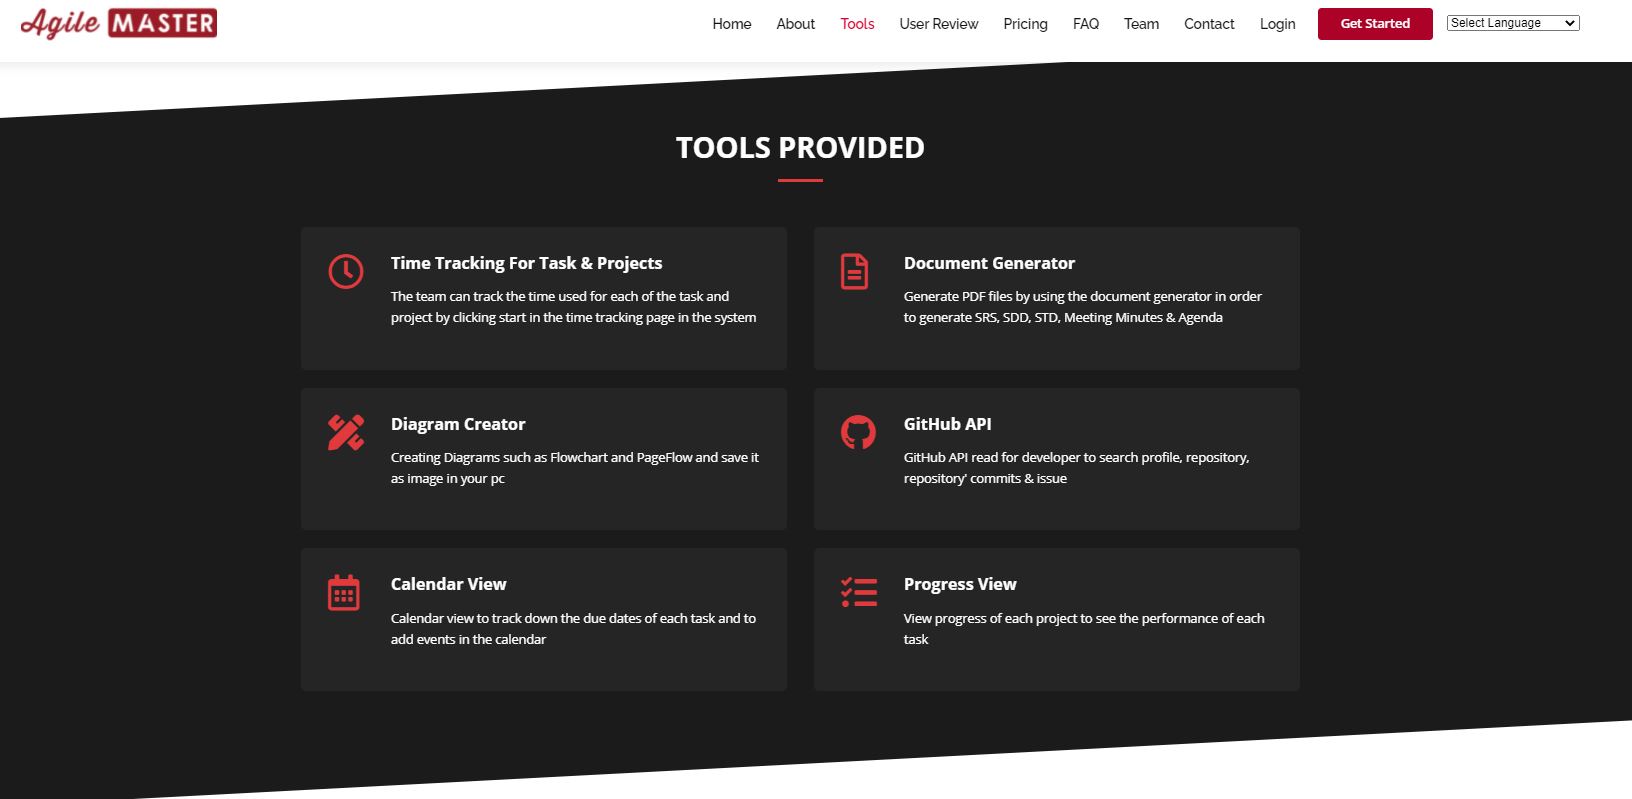 Agile MASTER
Home About Tools User Review Pricing FAQ Team Contact Login Get Started Select Language
TOOLS PROVIDED
Time Tracking For Task & Projects
The team can track the time used for each of the task and
project by clicking start in the time tracking page in the system
Document Generator
Generate PDF files by using the document generator in order
to generate SRS, SDD, STD, Meeting Minutes & Agenda
Diagram Creator
Creating Diagrams such as Flowchart and PageFlow and save it
as image in your pc
GitHub API
GitHub API read for developer to search profile, repository,
repository' commits & issue
Calendar View
Calendar view to track down the due dates of each task and to
add events in the calendar
Progress View
View progress of each project to see the performance of each
task